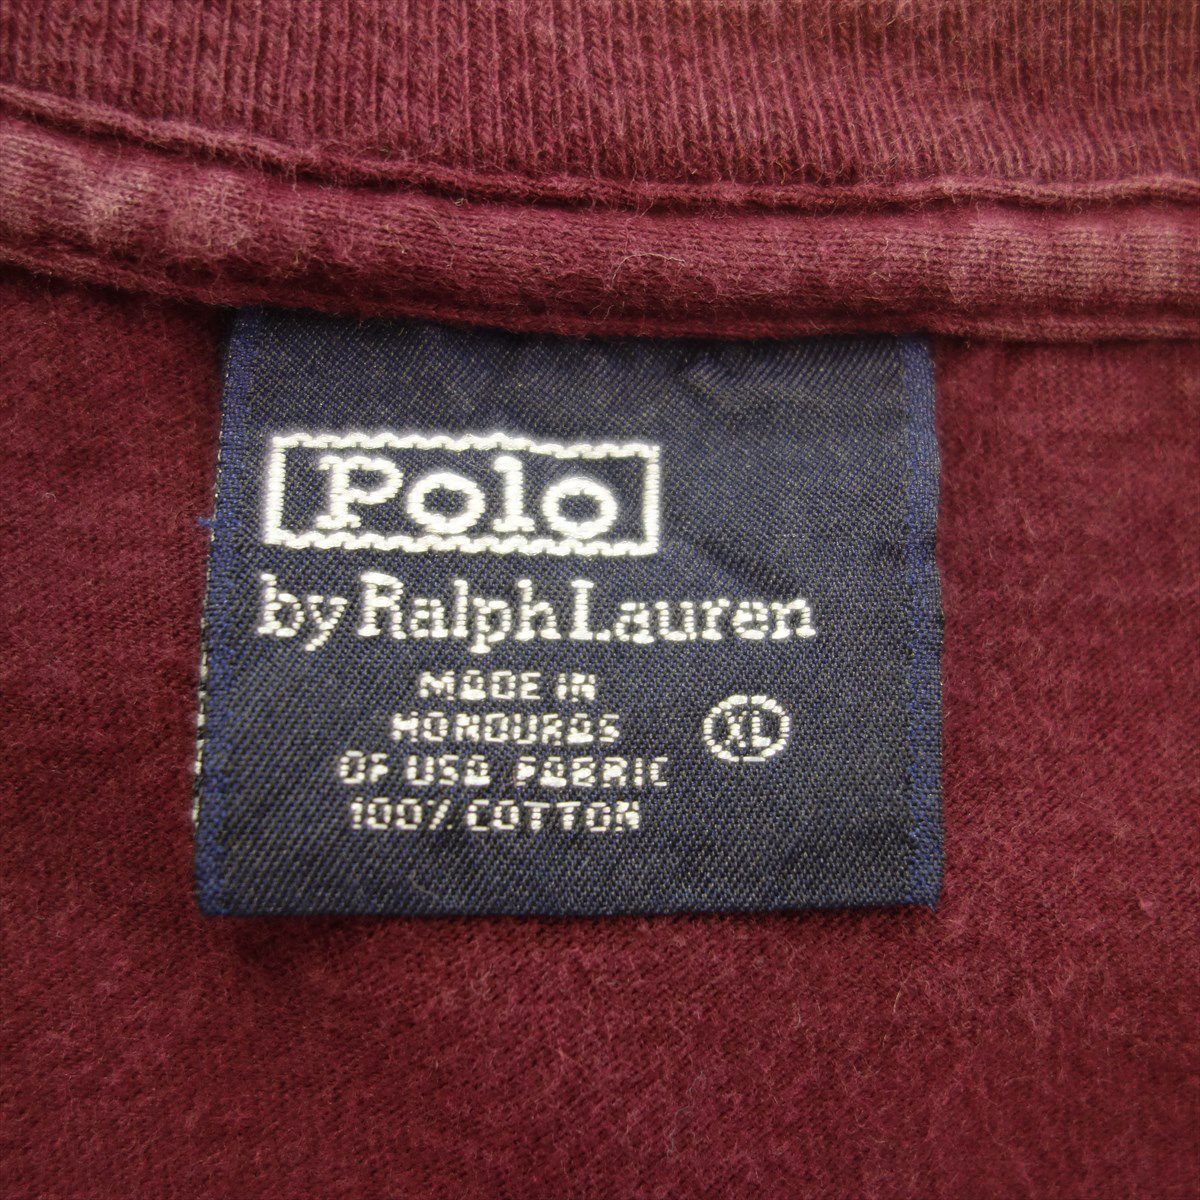 Polo
by Ralph Lauren
MADE IN
HONDURAS
OF USA FABRIC
100% COTTON
XL